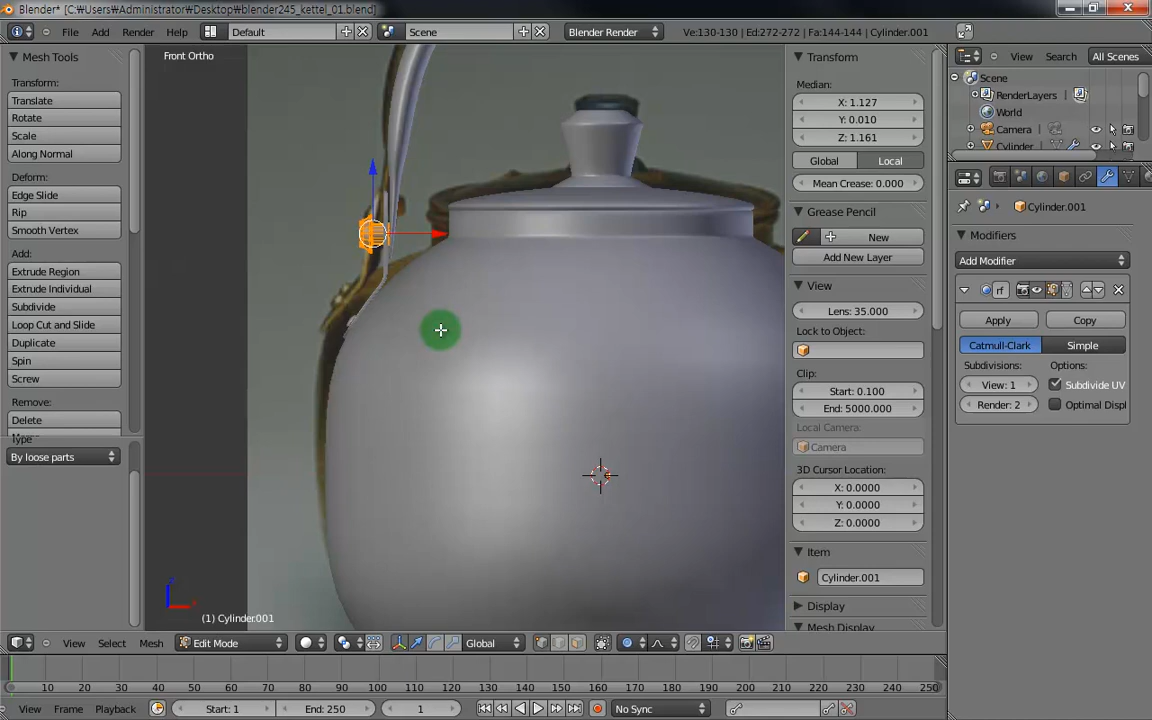 Blender* [C:₩Users₩Administrator₩Desktop₩blender245_kettel_01.blend]
File Add Render Help Default Scene Blender Render Ve:130-130 | Ed:272-272 | Fa:144-144 | Cylinder.001
Mesh Tools
Transform:
Translate
Rotate
Scale
Along Normal
Deform:
Edge Slide
Rip
Smooth Vertex
Add:
Extrude Region
Extrude Individual
Subdivide
Loop Cut and Slide
Duplicate
Spin
Screw
Remove:
Delete
Type
By loose parts
Front Ortho
(1) Cylinder.001
Transform
Median:
X: 1.127
Y: 0.010
Z: 1.161
Global Local
Mean Crease: 0.000
Grease Pencil
New
Add New Layer
View
Lens: 35.000
Lock to Object:
Clip:
Start: 0.100
End: 5000.000
Local Camera:
Camera
3D Cursor Location:
X: 0.0000
Y: 0.0000
Z: 0.0000
Item
Cylinder.001
Display
Mesh Display
View Search All Scenes
Scene
RenderLayers
World
Camera
Cylinder
Cylinder.001
Modifiers
Add Modifier
rf
Apply Copy
Catmull-Clark Simple
Subdivisions: Options:
View: 1 Subdivide UV
Render: 2 Optimal Displ
View Select Mesh Edit Mode Global
0 10 20 30 40 50 60 70 80 90 100 110 120 130 140 150 160 170 180 190 200 210 220 230 240 250
View Frame Playback Start: 1 End: 250 1 No Sync